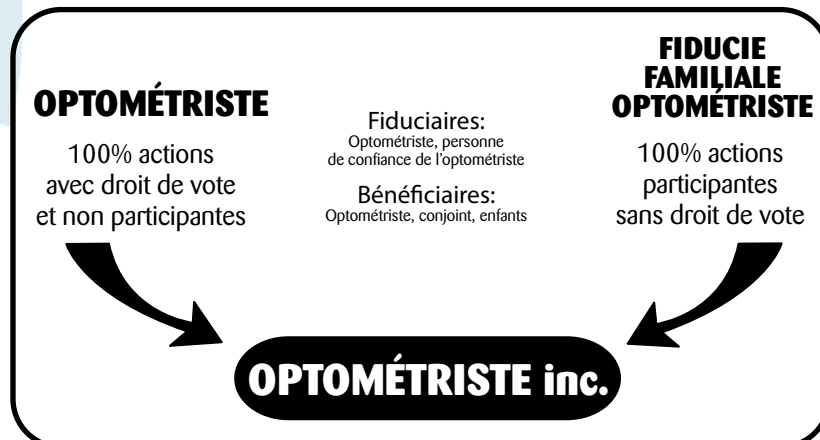 OPTOMÉTRISTE
100% actions
avec droit de vote
et non participantes
Fiduciaires:
Optométriste, personne
de confiance de l'optométriste
Bénéficiaires:
Optométriste, conjoint, enfants
FIDUCIE
FAMILIALE
OPTOMÉTRISTE
100% actions
participantes
sans droit de vote
OPTOMÉTRISTE inc.